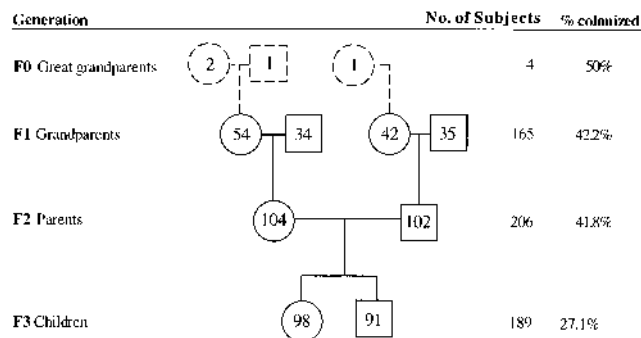 Generation No. of Subjects % colonized
F0 Great grandparents 2 1 1 4 50%
F1 Grandparents 54 34 42 35 165 42.2%
F2 Parents 104 102 206 41.8%
F3 Children 98 91 189 27.1%